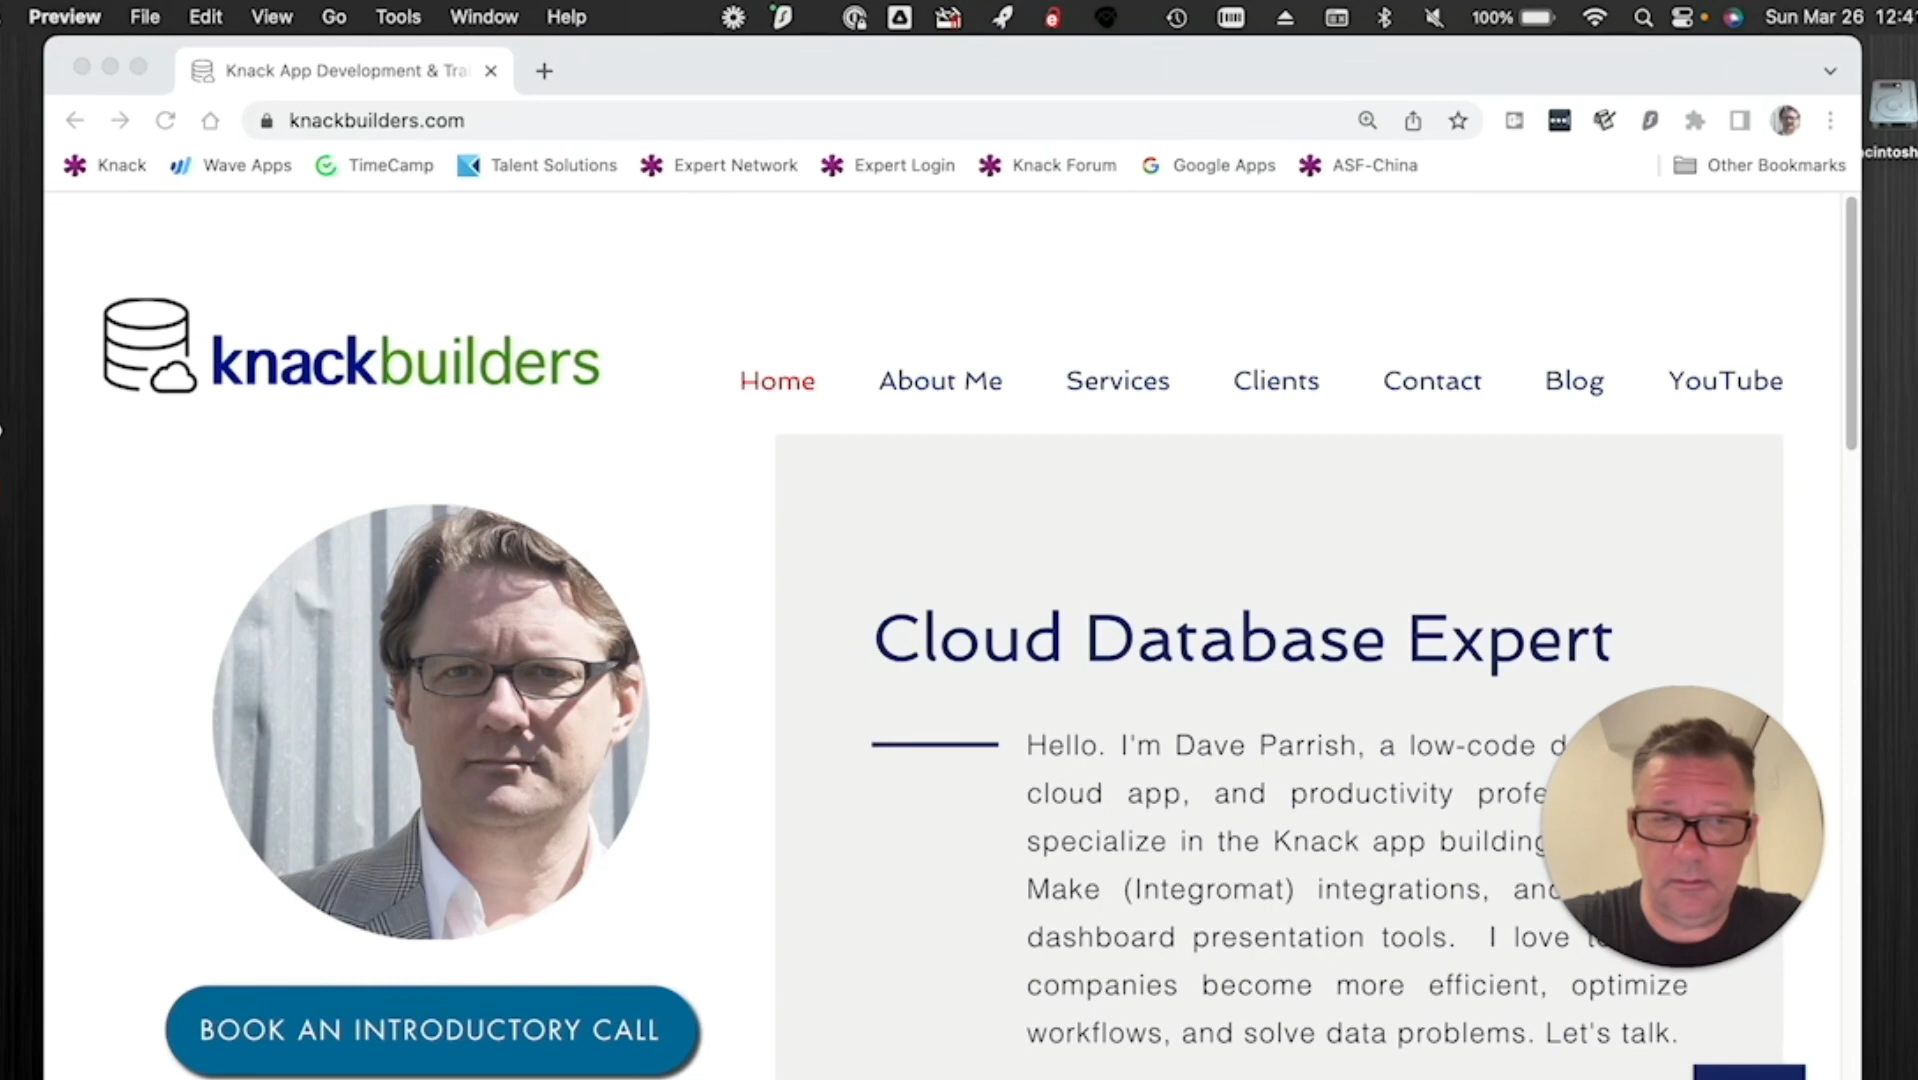 Preview File Edit View Go Tools Window Help 100% Sun Mar 26 12:4
Knack App Development & Trai
knackbuilders.com
Knack Wave Apps TimeCamp Talent Solutions Expert Network Expert Login Knack Forum Google Apps ASF-China Other Bookmarks
cintosh
knackbuilders
Home About Me Services Clients Contact Blog YouTube
Cloud Database Expert
Hello. I'm Dave Parrish, a low-code d
cloud app, and productivity profe
specialize in the Knack app building
Make (Integromat) integrations, and
dashboard presentation tools. I love
companies become more efficient, optimize
workflows, and solve data problems. Let's talk.
BOOK AN INTRODUCTORY CALL